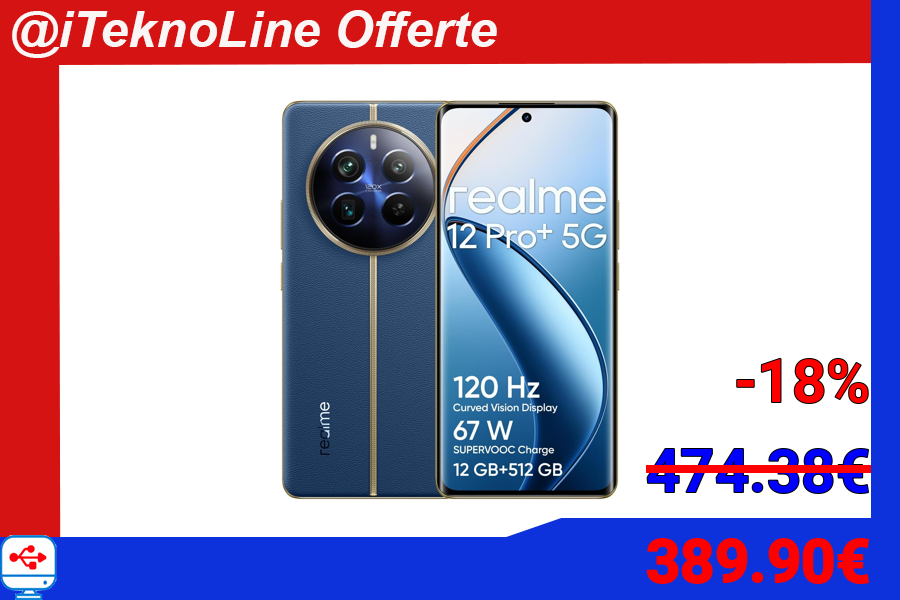 @iTeknoLine Offerte
120X
realme
realme
12 Pro+ 5G
120 Hz
Curved Vision Display
67 W
SUPERVOOC Charge
12 GB+512 GB
-18%
474.38€
389.90€